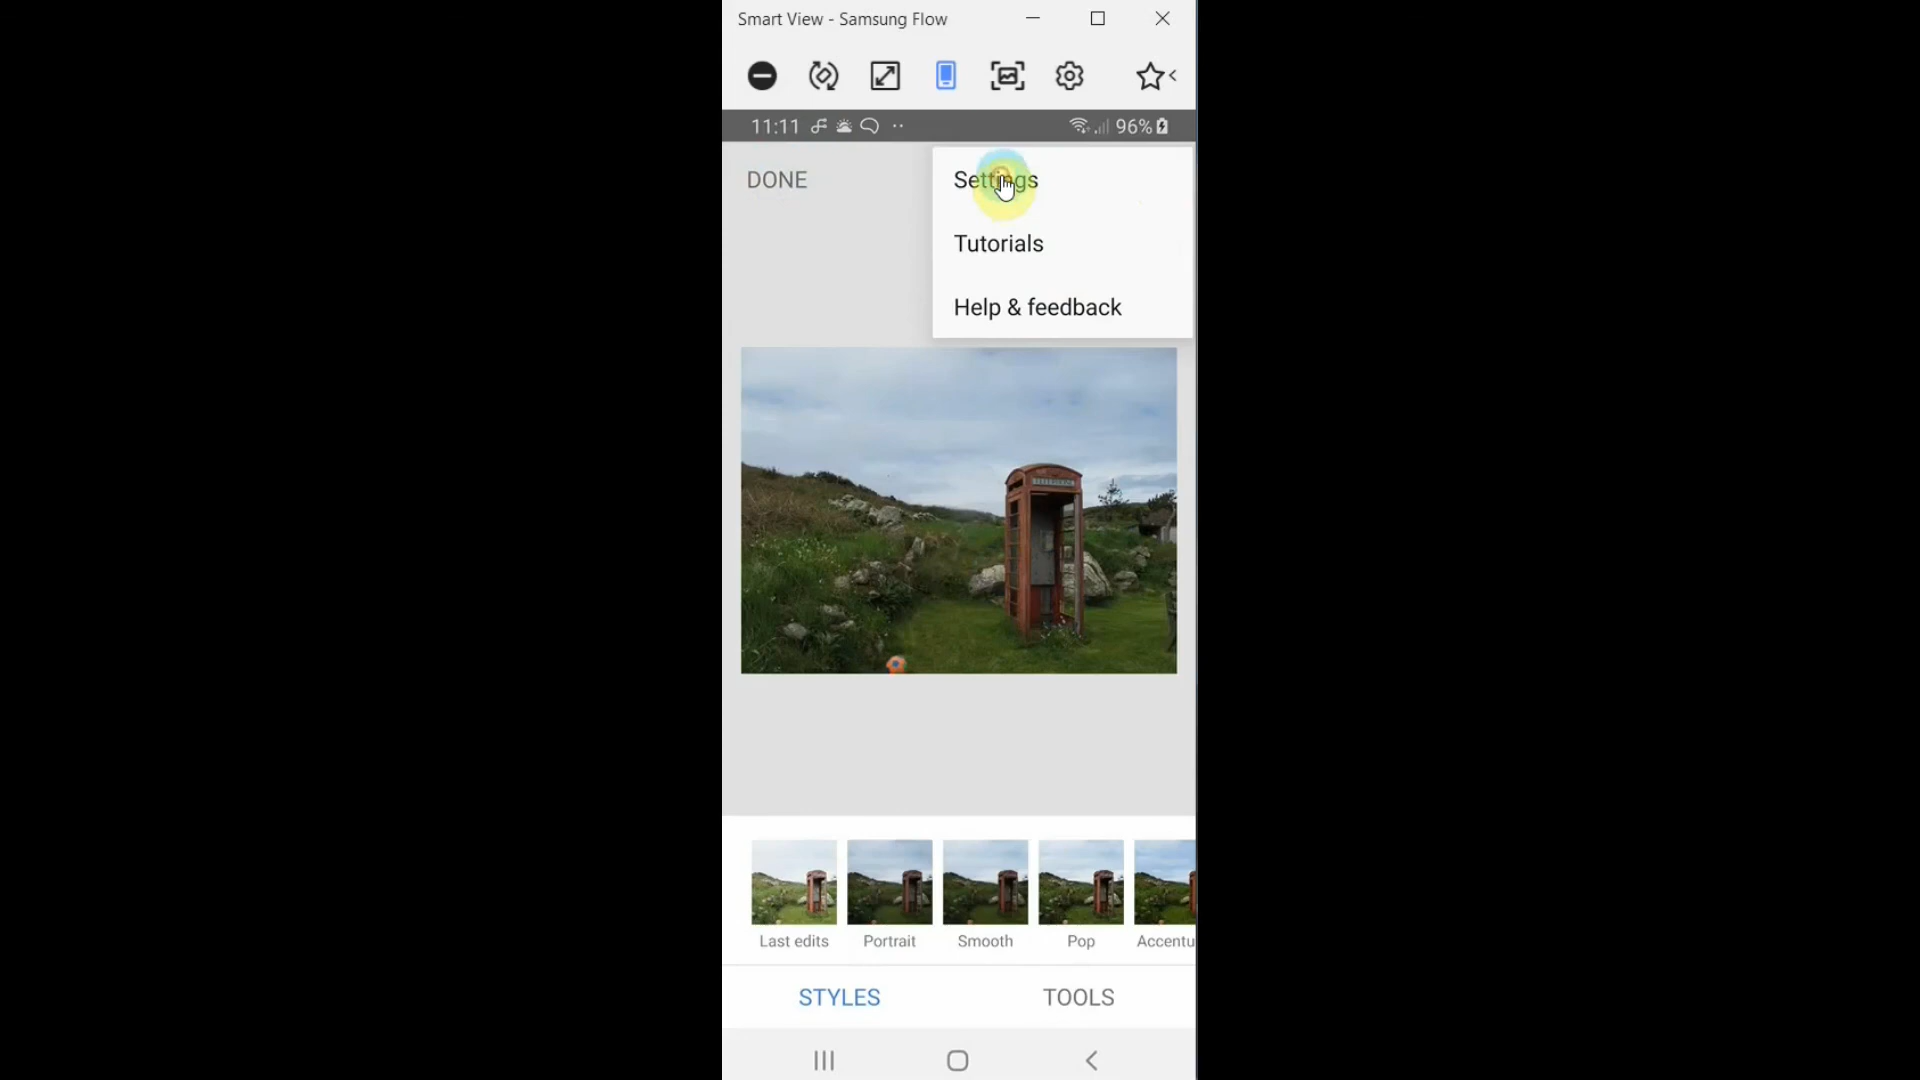 Smart View - Samsung Flow
11:11
96%
DONE
Settings
Tutorials
Help & feedback
TELEPHONE
Last edits
Portrait
Smooth
Pop
Accentu
STYLES
TOOLS